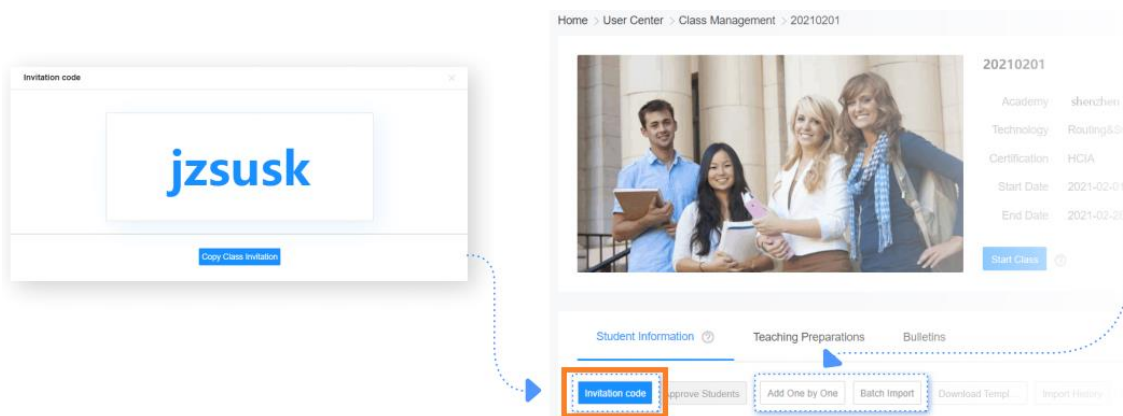 Home > User Center > Class Management > 20210201
Invitation code
jzsusk
Copy Class Invitation
20210201
Academy shenzhen
Technology
Certification HCIA
Start Date 2021-02-01
End Date 2021-02-28
Start Class
Student Information
Teaching Preparations
Bulletins
Invitation code
Approve Students
Add One by One
Batch Import
Download Templ...
Import History